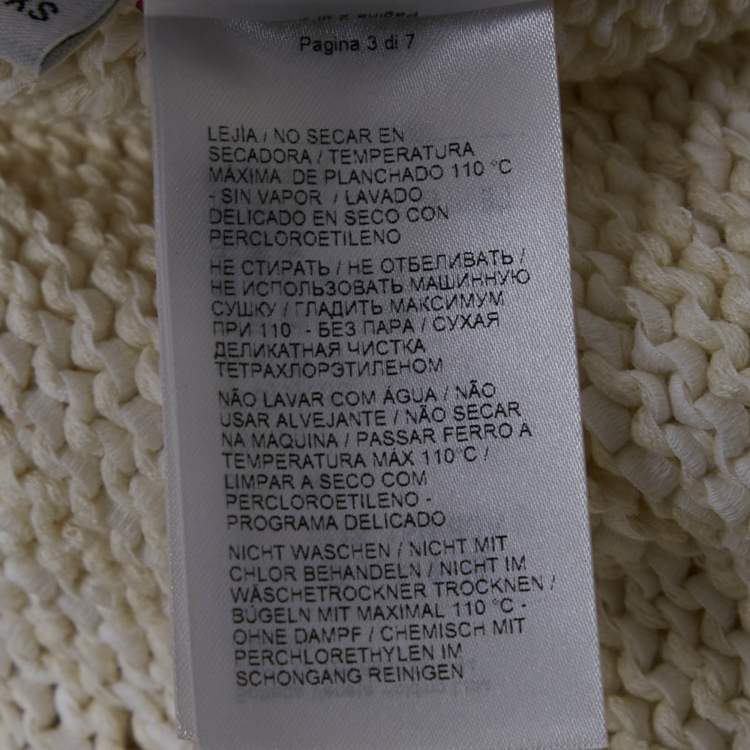 KS
Pagina 3 di 7
LEJÍA / NO SECAR EN
SECADORA / TEMPERATURA
MÁXIMA DE PLANCHADO 110 °C
- SIN VAPOR / LAVADO
DELICADO EN SECO CON
PERCLOROETILENO
НЕ СТИРАТЬ / НЕ ОТБЕЛИВАТЬ /
НЕ ИСПОЛЬЗОВАТЬ МАШИННУЮ
СУШКУ / ГЛАДИТЬ МАКСИМУМ
ПРИ 110° - БЕЗ ПАРА / СУХАЯ
ДЕЛИКАТНАЯ ЧИСТКА
ТЕТРАХЛОРЭТИЛЕНОМ
NÃO LAVAR COM ÁGUA / NÃO
USAR ALVEJANTE / NÃO SECAR
NA MÁQUINA / PASSAR FERRO A
TEMPERATURA MÁX 110°C /
LIMPAR A SECO COM
PERCLOROETILENO -
PROGRAMA DELICADO
NICHT WASCHEN / NICHT MIT
CHLOR BEHANDELN / NICHT IM
WÄSCHETROCKNER TROCKNEN /
BÜGELN MIT MAXIMAL 110 °C -
OHNE DAMPF / CHEMISCH MIT
PERCHLORETHYLEN IM
SCHONGANG REINIGEN